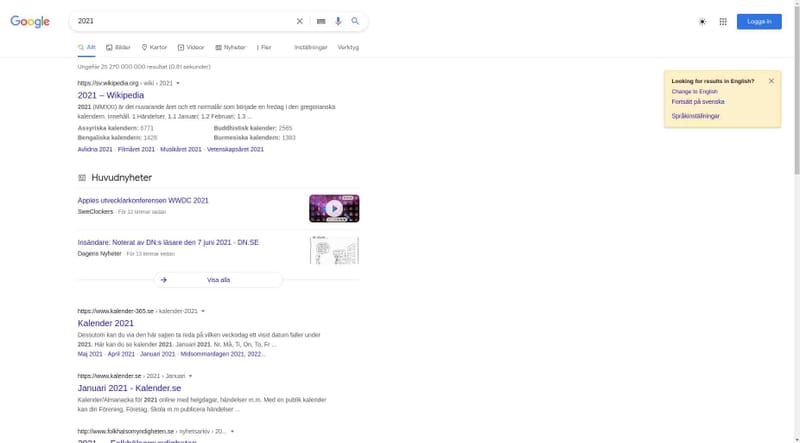 Google
2021
Logga in
Allt Bilder Kartor Videor Nyheter Fler Inställningar Verktyg
Ungefär 25 270 000 000 resultat (0,81 sekunder)
Looking for results in English?
Change to English
Fortsätt på svenska
Språkinställningar
https://sv.wikipedia.org › wiki › 2021
2021 – Wikipedia
2021 (MMXXI) är det nuvarande året och ett normalår som började en fredag i den gregorianska
kalendern. Innehåll. 1 Händelser. 1.1 Januari; 1.2 Februari; 1.3 ...
Assyriska kalendern: 6771 Buddhistisk kalender: 2565
Bengaliska kalendern: 1428 Burmesiska kalendern: 1383
Avlidna 2021 · Filmåret 2021 · Musikåret 2021 · Vetenskapsåret 2021
Huvudnyheter
Apples utvecklarkonferensen WWDC 2021
SweClockers · För 12 timmar sedan
Insändare: Noterat av DN:s läsare den 7 juni 2021 - DN.SE
Dagens Nyheter · För 13 timmar sedan
Visa alla
https://www.kalender-365.se › kalender-2021
Kalender 2021
Dessutom kan du via den här sajten ta reda på vilken veckodag ett visst datum faller under
2021. Här kan du se kalender 2021. Januari 2021. Nr, Må, Ti, On, To, Fr ...
Maj 2021 · April 2021 · Januari 2021 · Midsommardagen 2021, 2022...
https://www.kalender.se › 2021 › Januari
Januari 2021 - Kalender.se
Kalender/Almanacka för 2021 online med helgdagar, händelser m.m. Med en publik kalender
kan din Förening, Företag, Skola m.m publicera händelser ...
http://www.folkhalsomyndigheten.se › nyhetsarkiv › 20...
2021 — Folkhälsomyndigheten